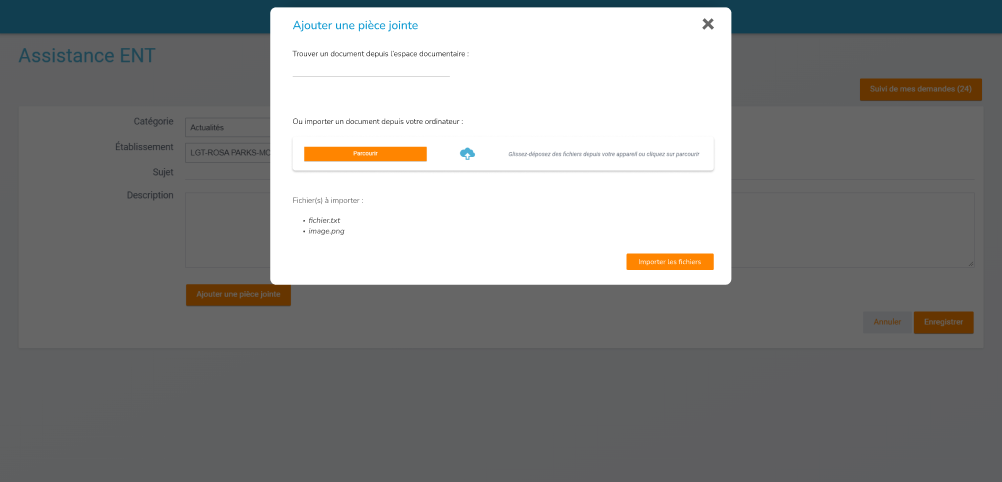 Ajouter une pièce jointe
Assistance ENT
Trouver un document depuis l'espace documentaire :
Suivi de mes demandes (24)
Catégorie
Actualités
Ou importer un document depuis votre ordinateur :
Établissement
LGT-ROSA PARKS-MO
Parcourir
Glissez-déposez des fichiers depuis votre appareil ou cliquez sur parcourir
Sujet
Description
Fichier(s) à importer :
• fichier.txt
• image.png
Importer les fichiers
Ajouter une pièce jointe
Annuler
Enregistrer